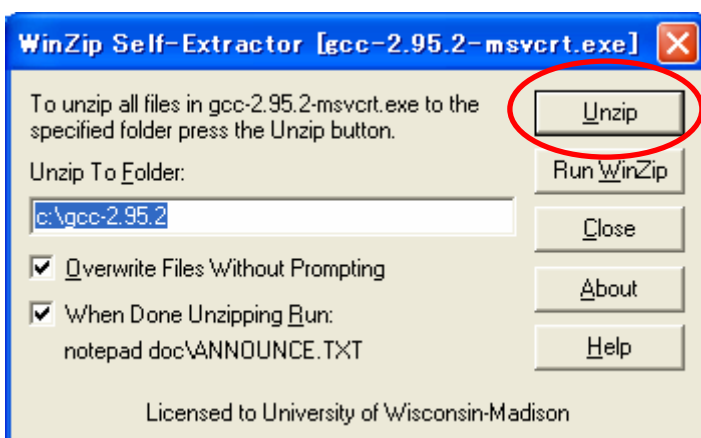 WinZip Self-Extractor [gcc-2.95.2-msvcrt.exe]
To unzip all files in gcc-2.95.2-msvcrt.exe to the
specified folder press the Unzip button.
Unzip To Folder:
c:\gcc-2.95.2
Overwrite Files Without Prompting
When Done Unzipping Run:
notepad doc\ANNOUNCE.TXT
Unzip
Run WinZip
Close
About
Help
Licensed to University of Wisconsin-Madison